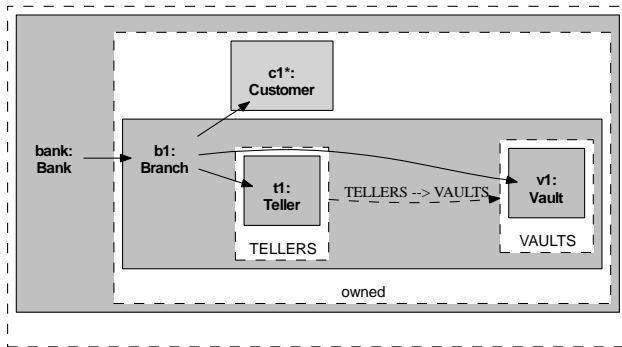 c1*:
Customer
bank:
Bank
b1:
Branch
t1:
Teller
TELLERS --> VAULTS
v1:
Vault
TELLERS
VAULTS
owned